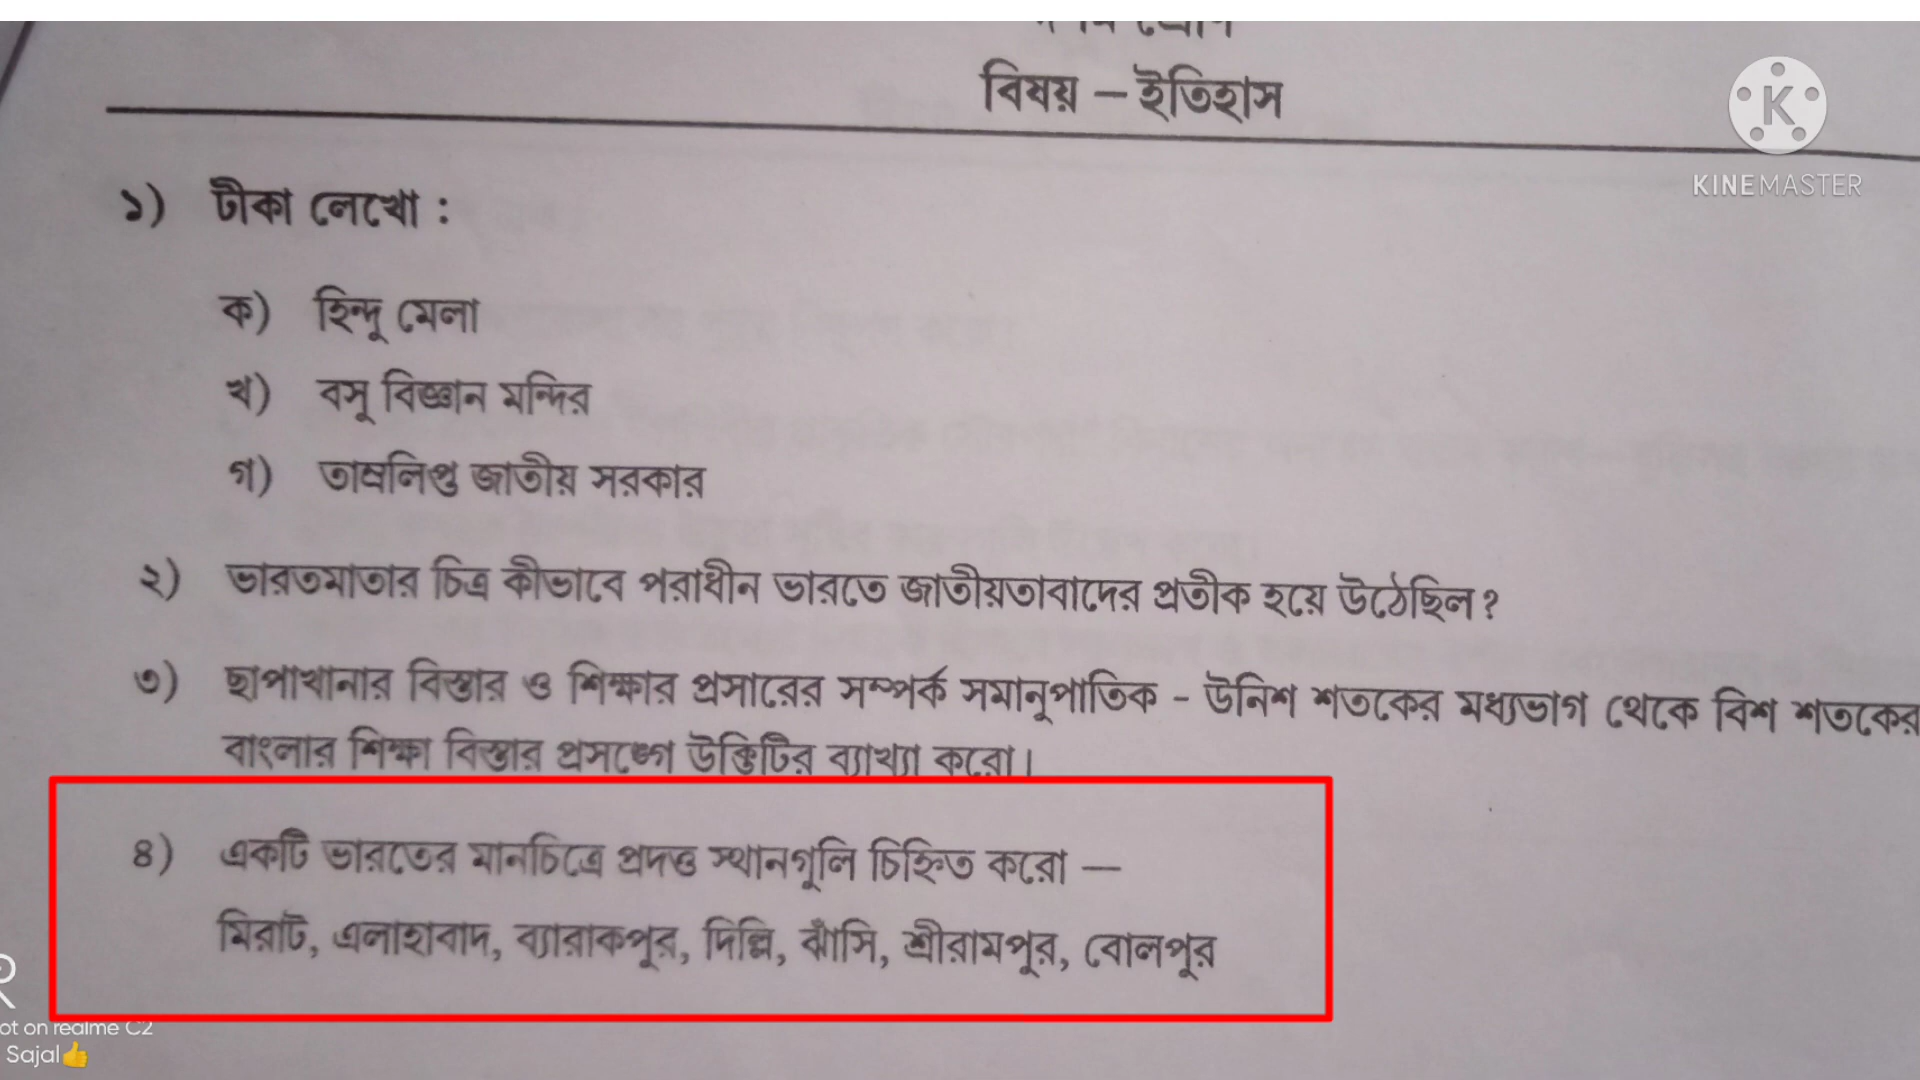 বিষয় – ইতিহাস
KINEMASTER
১) টীকা লেখো :
ক) হিন্দু মেলা
খ) বসু বিজ্ঞান মন্দির
গ) তাম্রলিপ্ত জাতীয় সরকার
২) ভারতমাতার চিত্র কীভাবে পরাধীন ভারতে জাতীয়তাবাদের প্রতীক হয়ে উঠেছিল?
৩) ছাপাখানার বিস্তার ও শিক্ষার প্রসারের সম্পর্ক সমানুপাতিক - উনিশ শতকের মধ্যভাগ থেকে বিশ শতকের
বাংলার শিক্ষা বিস্তার প্রসঙ্গে উক্তিটির ব্যাখ্যা করো।
৪) একটি ভারতের মানচিত্রে প্রদত্ত স্থানগুলি চিহ্নিত করো —
মিরাট, এলাহাবাদ, ব্যারাকপুর, দিল্লি, ঝাঁসি, শ্রীরামপুর, বোলপুর
ot on realme C2
Sajal👍